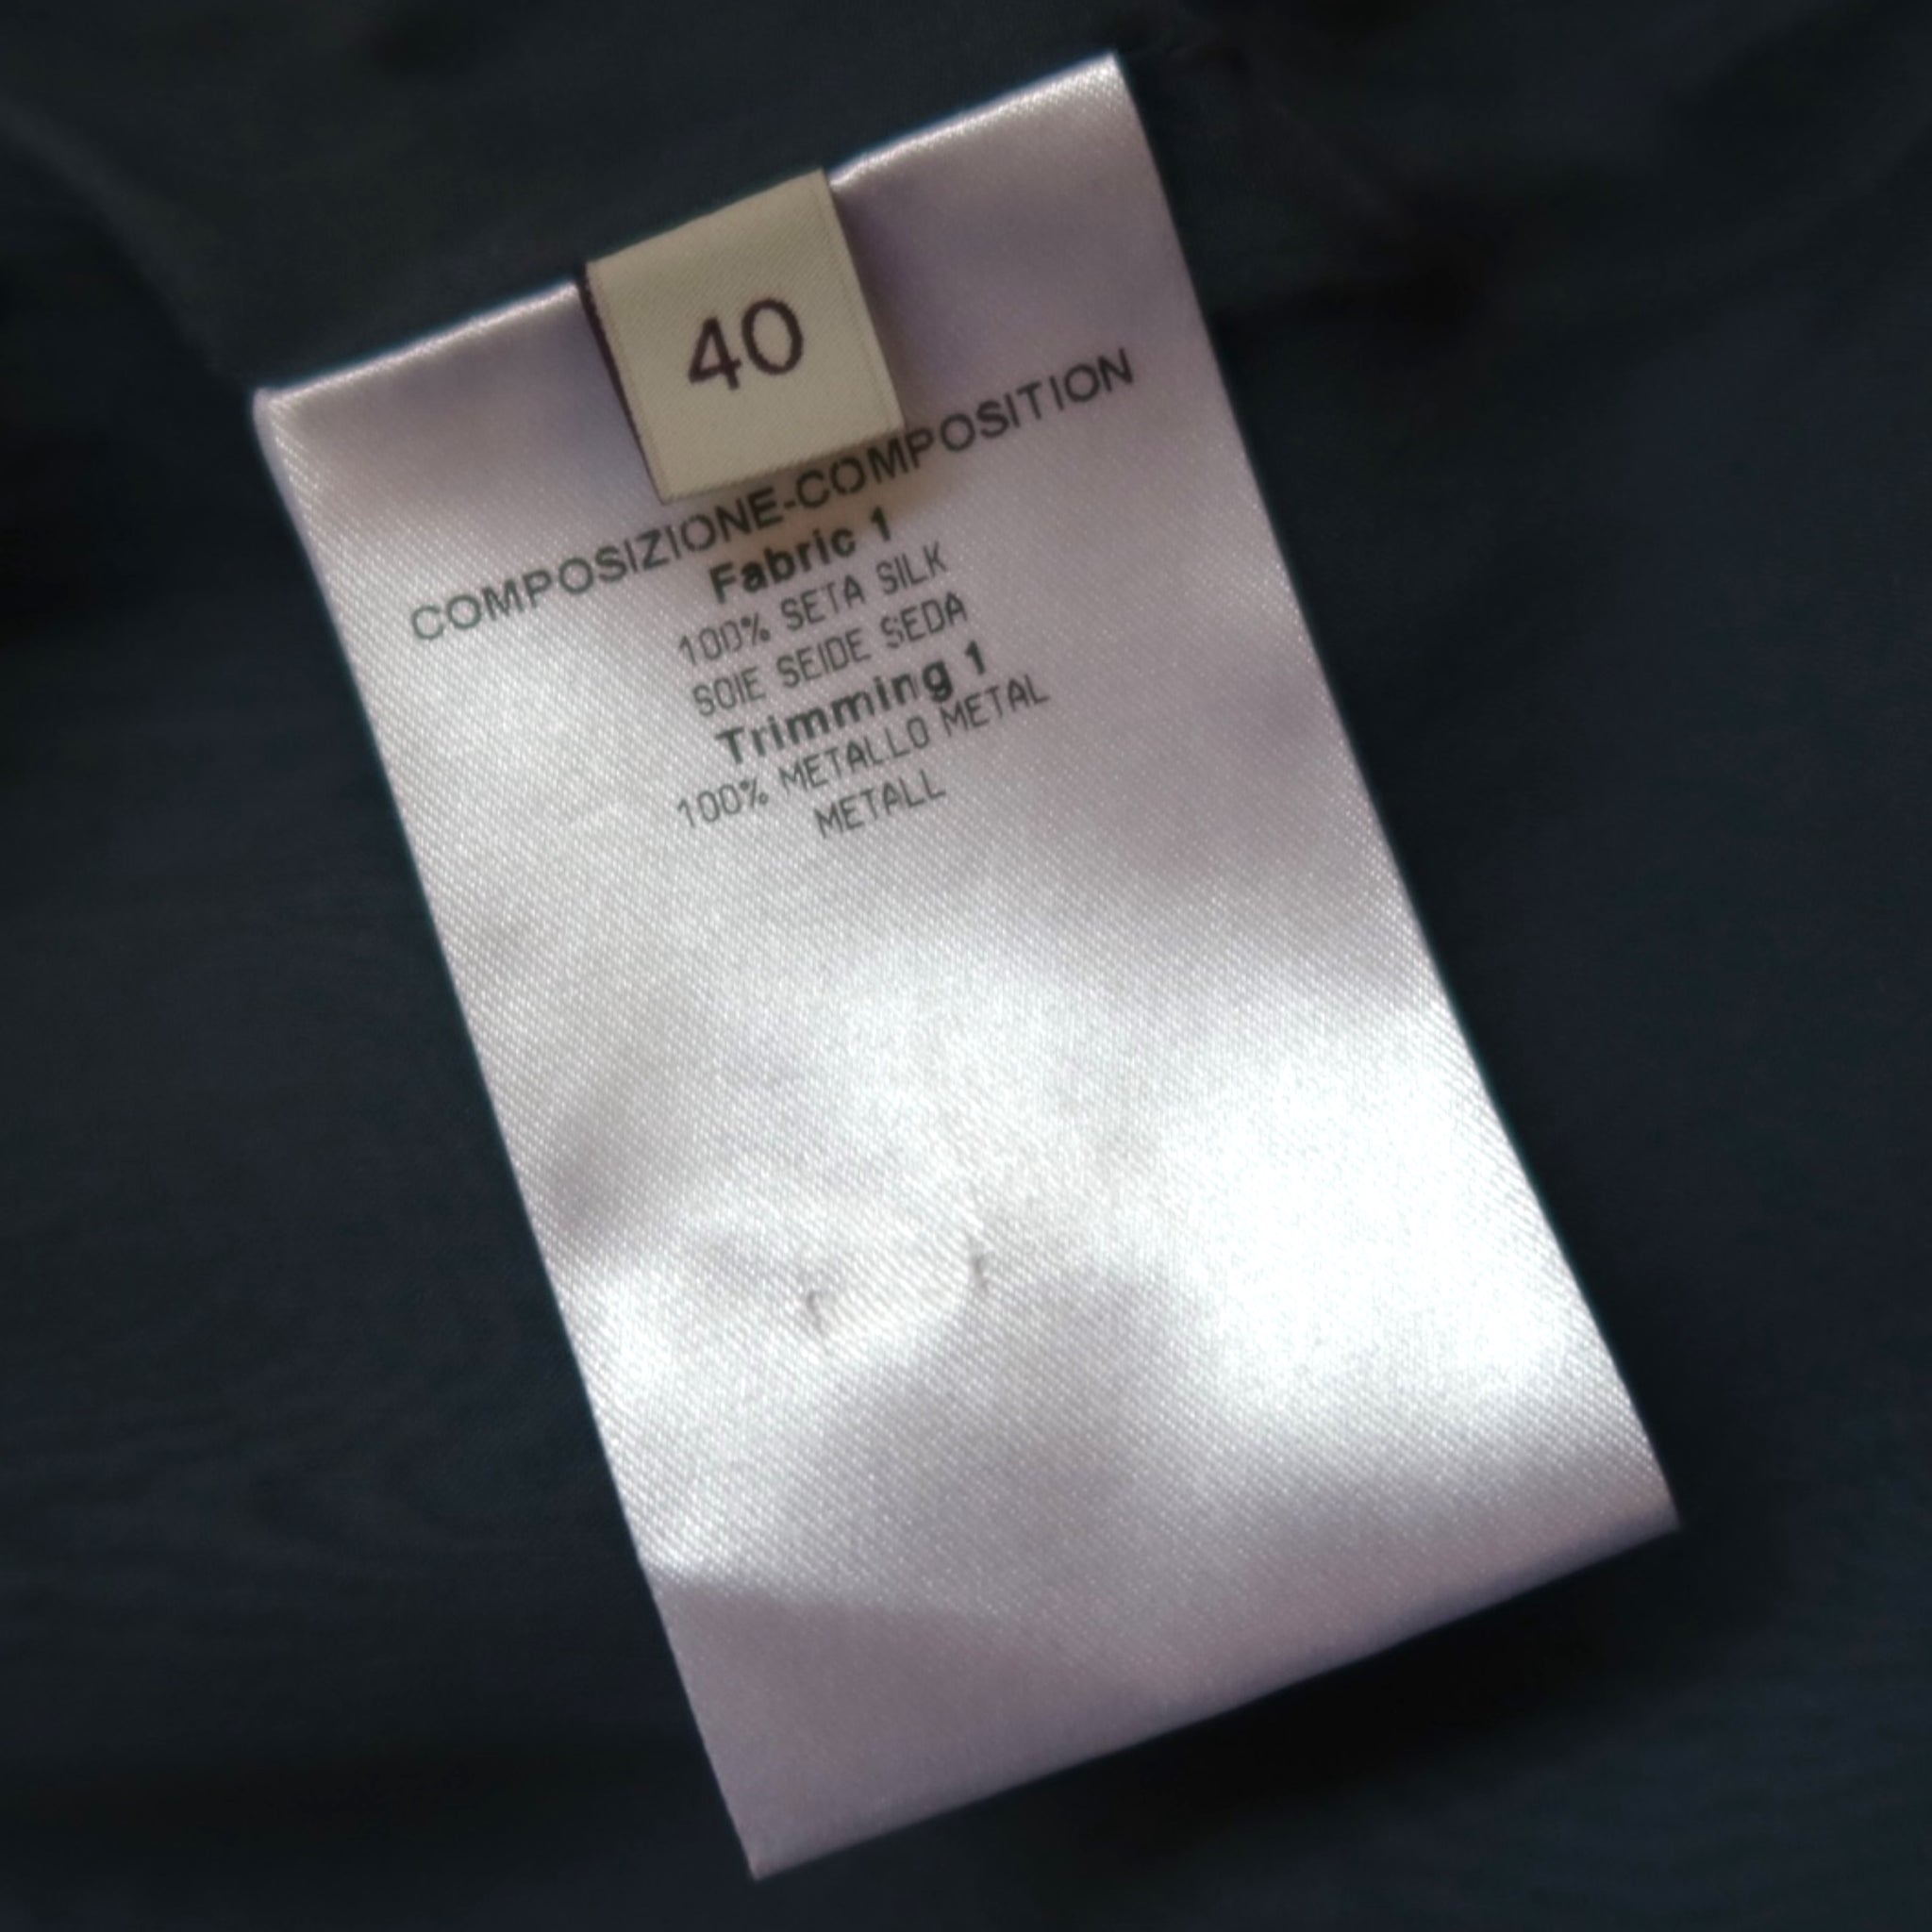 40
COMPOSIZIONE-COMPOSITION
Fabric 1
100% SETA SILK
SOIE SEIDE SEDA
Trimming 1
100% METALLO METAL
METALL